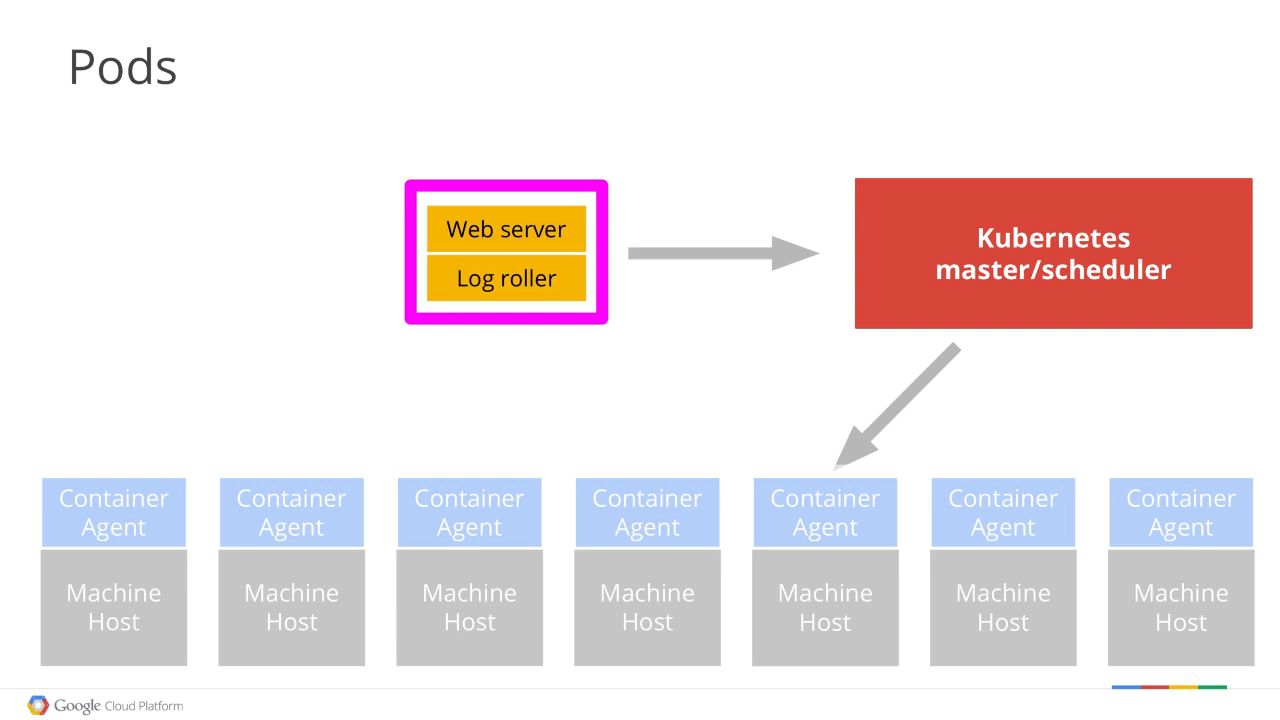 Pods
Web server
Log roller
Kubernetes
master/scheduler
Container
Agent
Container
Agent
Container
Agent
Container
Agent
Container
Agent
Container
Agent
Container
Agent
Machine
Host
Machine
Host
Machine
Host
Machine
Host
Machine
Host
Machine
Host
Machine
Host
Google Cloud Platform